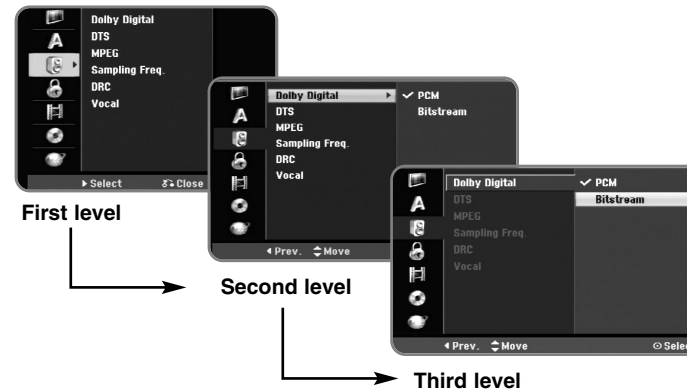 Dolby Digital
DTS
MPEG
Sampling Freq.
DRC
Vocal
Select
Close
First level
Dolby Digital
PCM
DTS
Bitstream
MPEG
Sampling Freq.
DRC
Vocal
Prev. Move
Second level
Dolby Digital
PCM
DTS
Bitstream
MPEG
Sampling Freq.
DRC
Vocal
Prev. Move
Selec
Third level